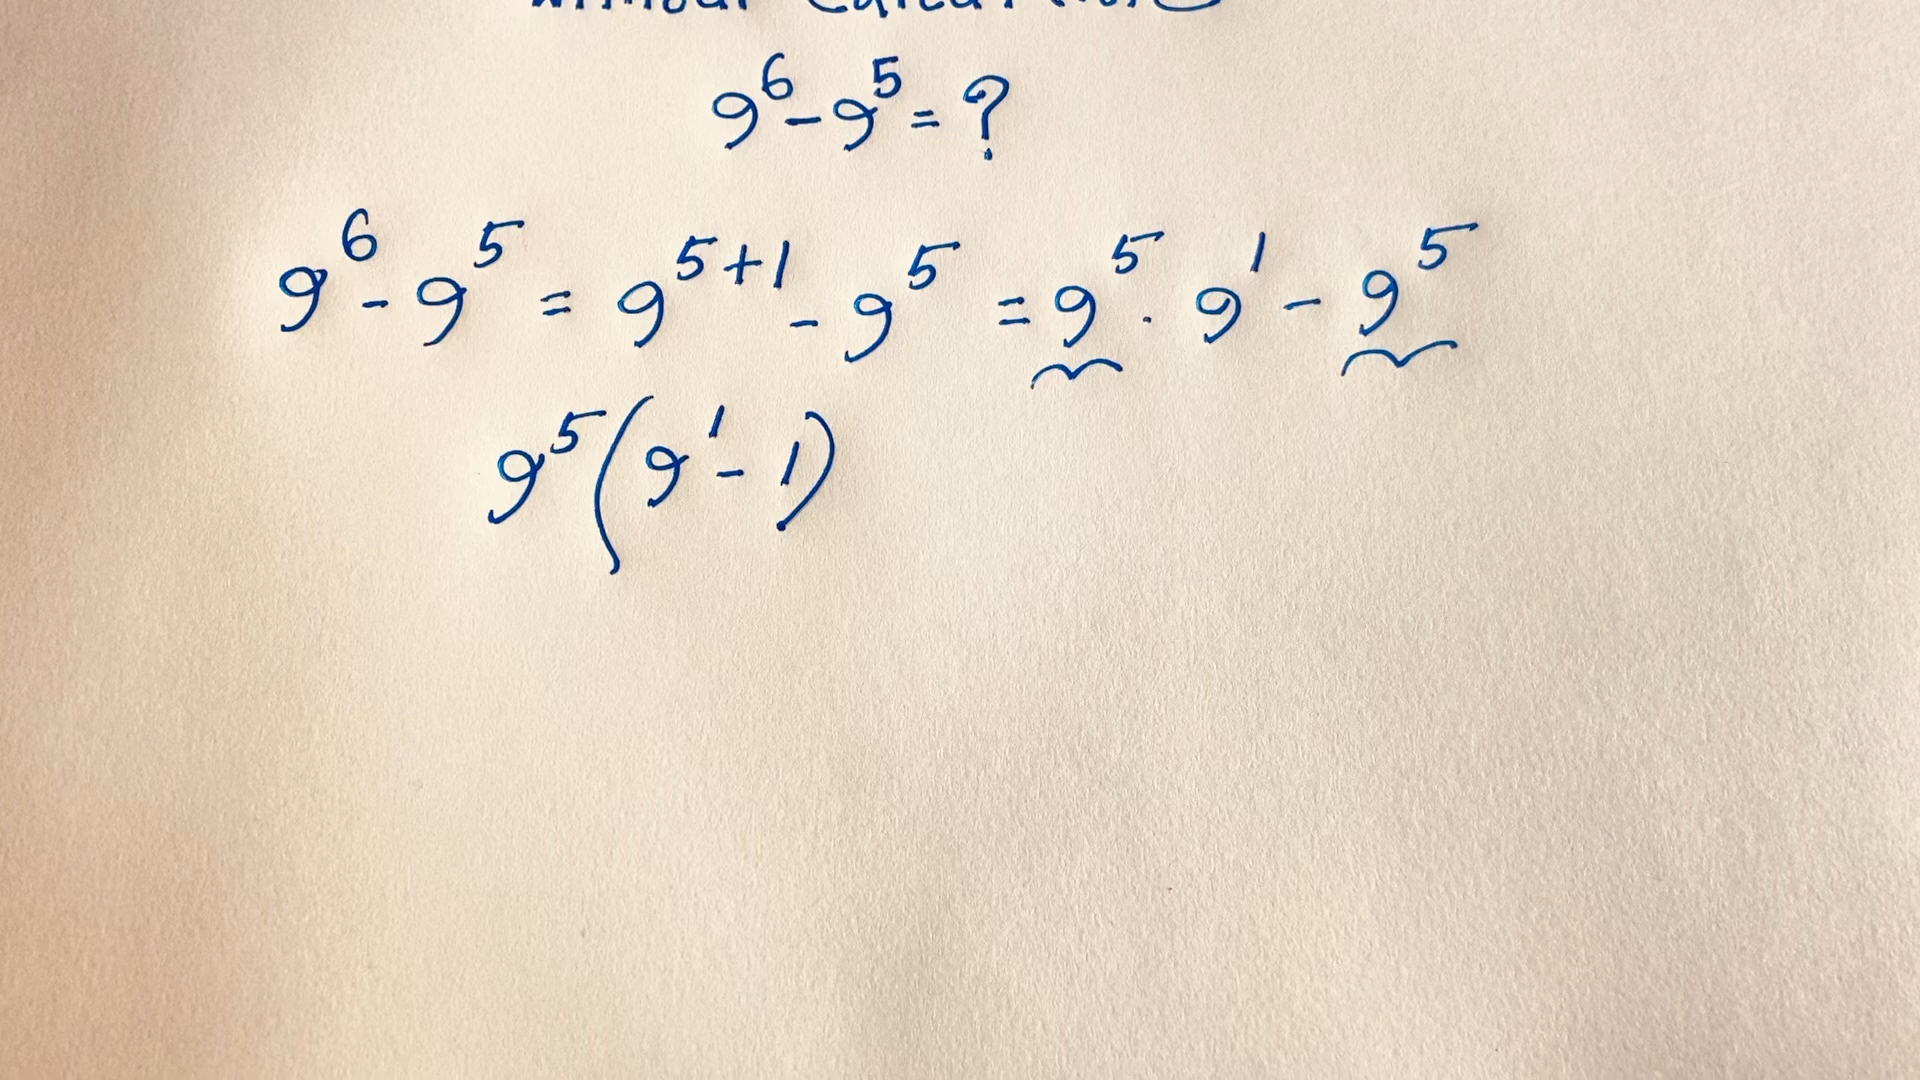 9⁶ - 9⁵ = ?
9⁶ - 9⁵ = 9⁵⁺¹ - 9⁵ = 9⁵ · 9¹ - 9⁵
9⁵(9¹ - 1)